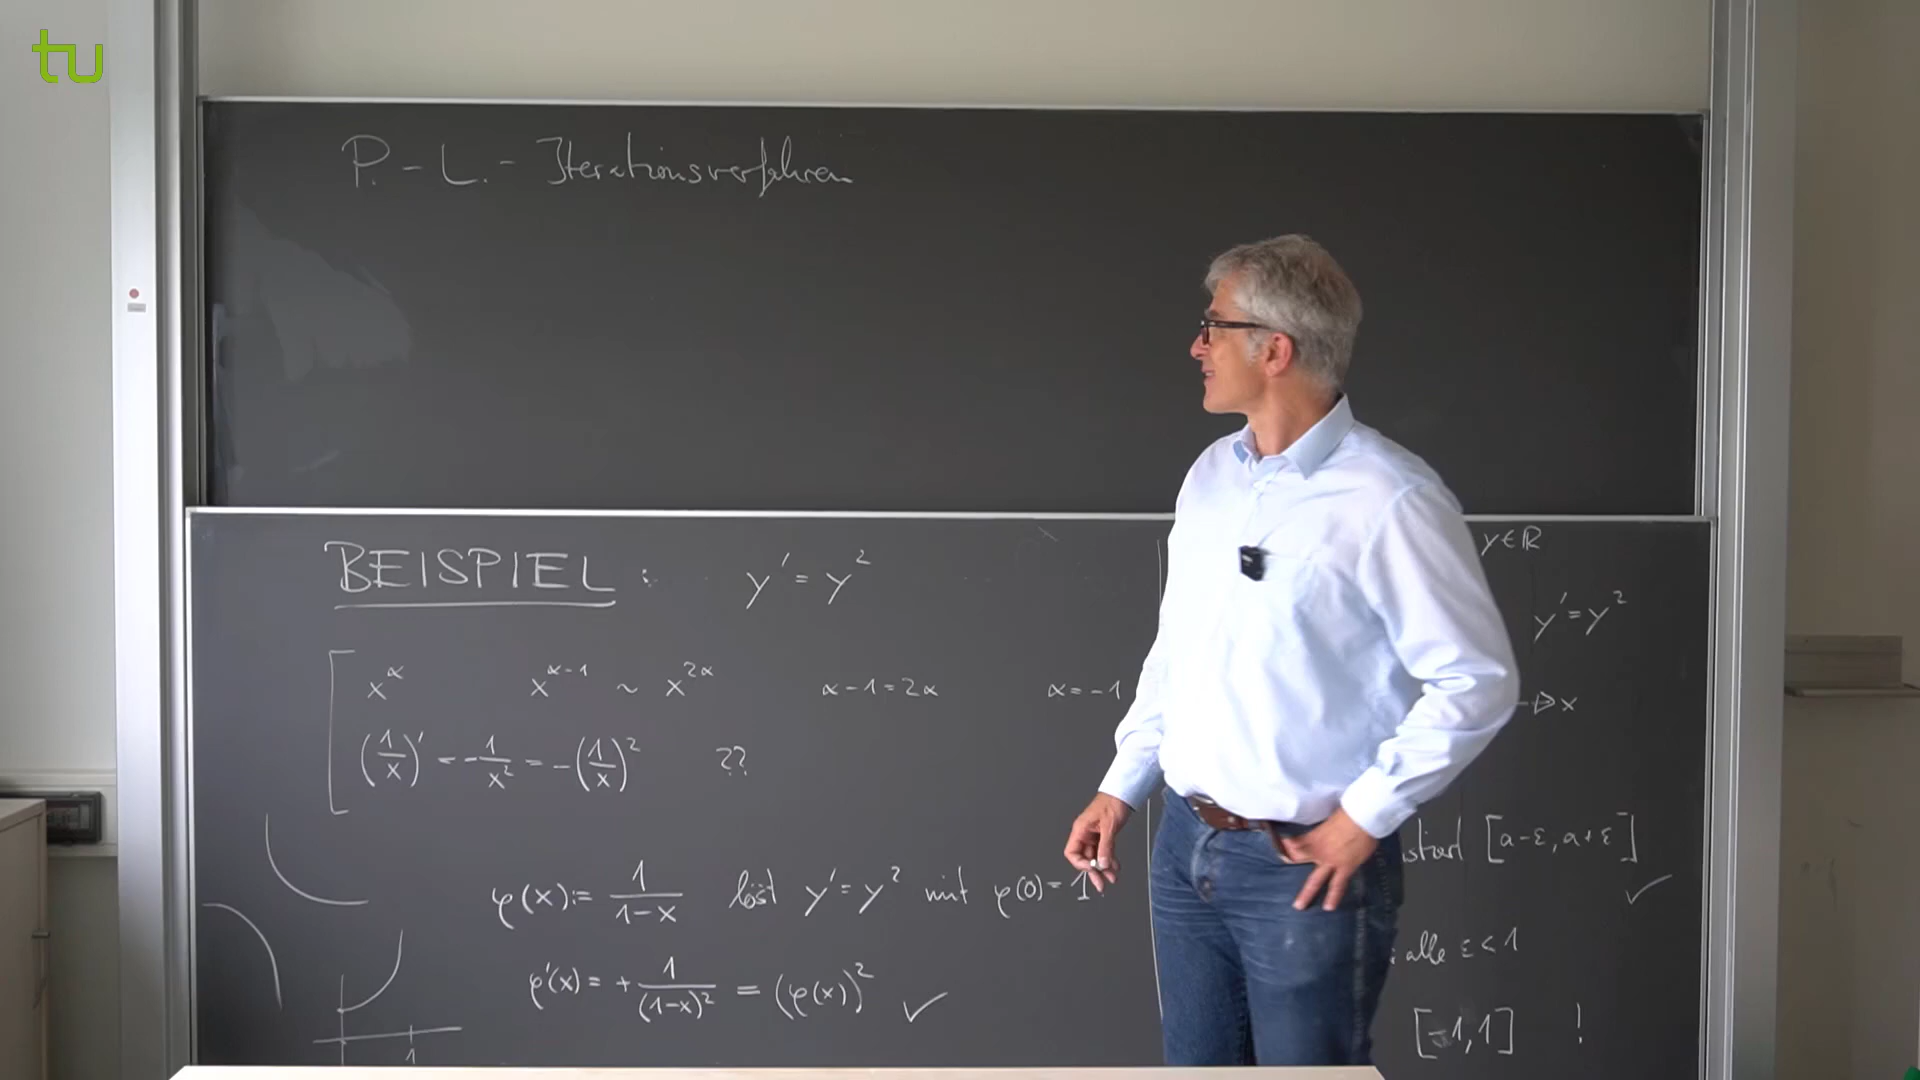 tu
P. - L. - Iterationsverfahren
BEISPIEL : y' = y²
x^α x^(α-1) ~ x^(2α) α-1=2α α=-1
(1/x)' = -1/x² = -(1/x)² ??
φ(x):= 1/(1-x) löst y'=y² mit φ(0)=1
φ'(x) = + 1/(1-x)² = (φ(x))² ✓
1
y∈ℝ
y'=y²
x
[a-ε, a+ε]
✓
alle ε<1
[-1,1] !